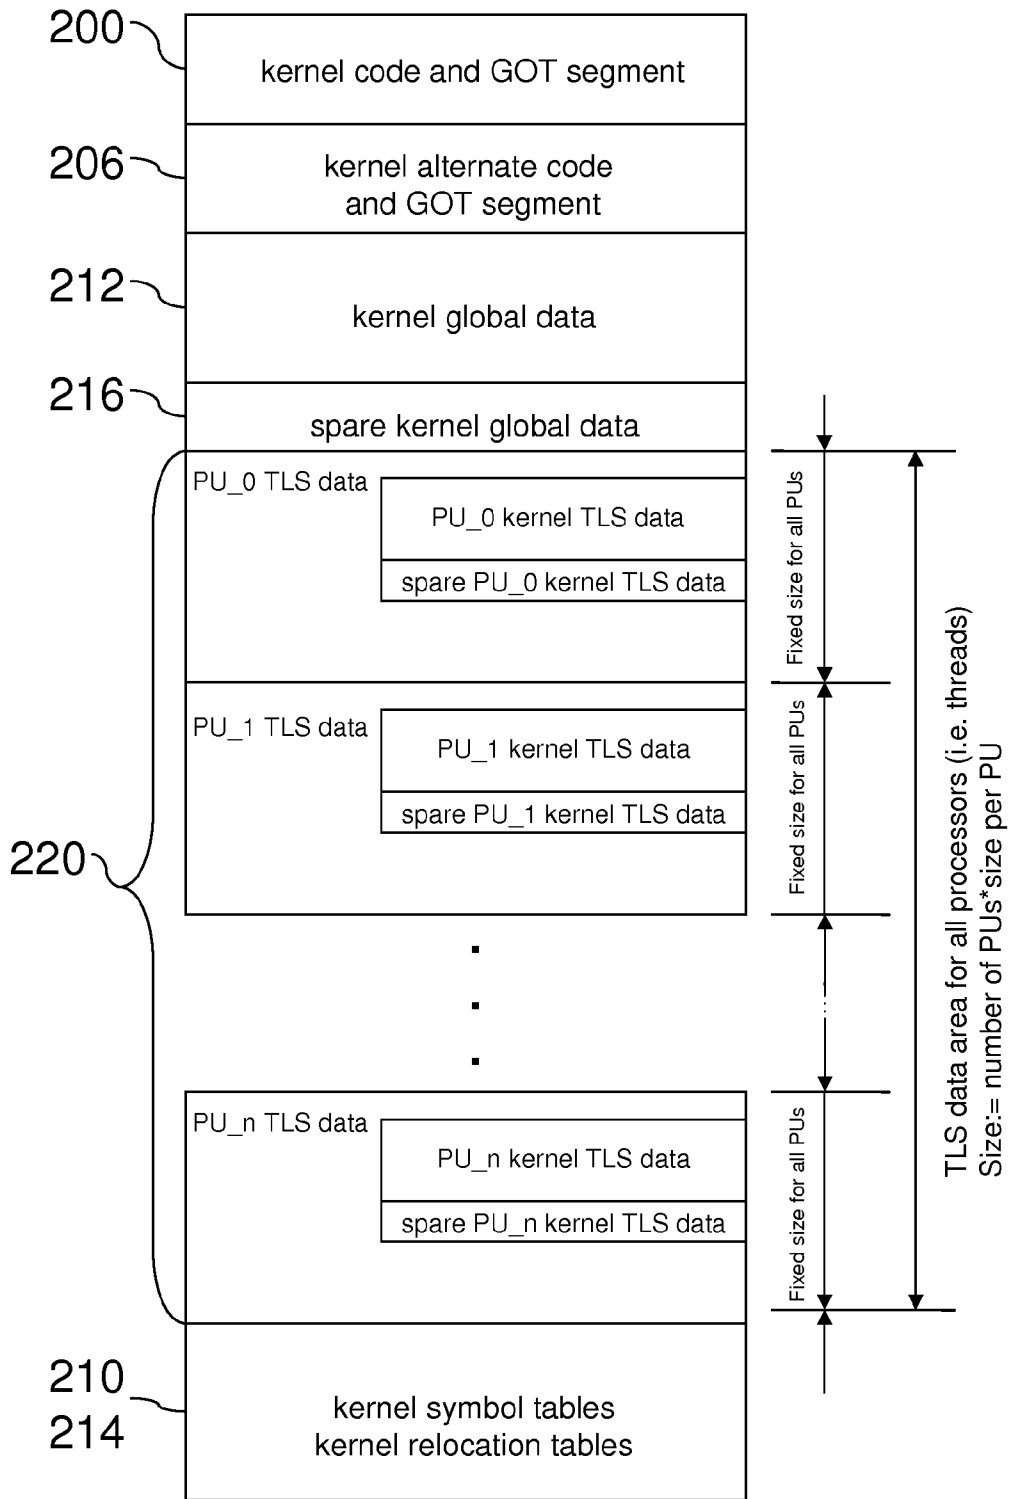 200
kernel code and GOT segment
206
kernel alternate code
and GOT segment
212
kernel global data
216
spare kernel global data
PU_0 TLS data
PU_0 kernel TLS data
spare PU_0 kernel TLS data
Fixed size for all PUs
PU_1 TLS data
PU_1 kernel TLS data
spare PU_1 kernel TLS data
Fixed size for all PUs
220
TLS data area for all processors (i.e. threads)
Size:= number of PUs*size per PU
. . .
...
PU_n TLS data
PU_n kernel TLS data
spare PU_n kernel TLS data
Fixed size for all PUs
210
214
kernel symbol tables
kernel relocation tables